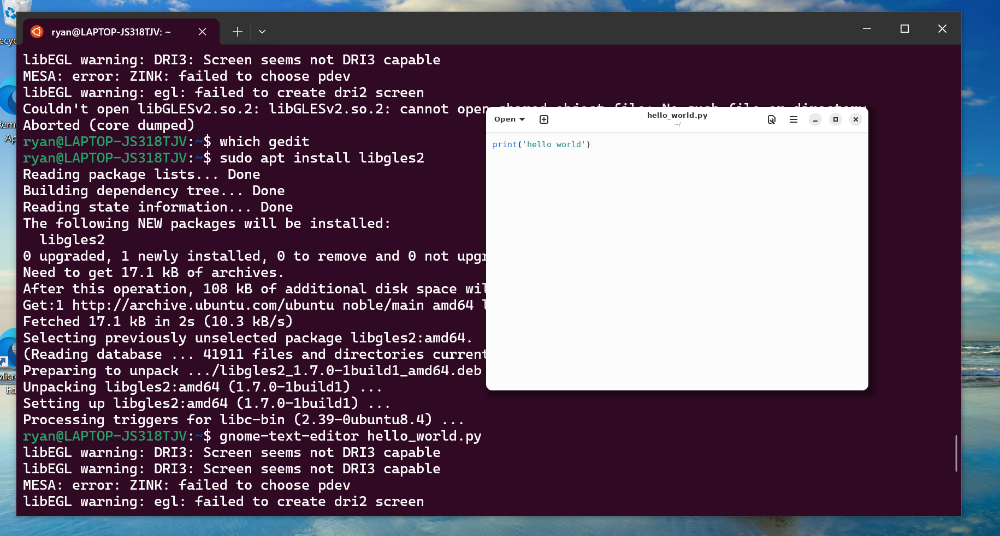 ryan@LAPTOP-JS318TJV: ~
libEGL warning: DRI3: Screen seems not DRI3 capable
MESA: error: ZINK: failed to choose pdev
libEGL warning: egl: failed to create dri2 screen
Couldn't open libGLESv2.so.2: libGLESv2.so.2: cannot open shared object file: No such file or directory
Aborted (core dumped)
ryan@LAPTOP-JS318TJV:~$ which gedit
ryan@LAPTOP-JS318TJV:~$ sudo apt install libgles2
Reading package lists... Done
Building dependency tree... Done
Reading state information... Done
The following NEW packages will be installed:
libgles2
0 upgraded, 1 newly installed, 0 to remove and 0 not upgr
Need to get 17.1 kB of archives.
After this operation, 108 kB of additional disk space wil
Get:1 http://archive.ubuntu.com/ubuntu noble/main amd64 l
Fetched 17.1 kB in 2s (10.3 kB/s)
Selecting previously unselected package libgles2:amd64.
(Reading database ... 41911 files and directories current
Preparing to unpack .../libgles2_1.7.0-1build1_amd64.deb
Unpacking libgles2:amd64 (1.7.0-1build1) ...
Setting up libgles2:amd64 (1.7.0-1build1) ...
Processing triggers for libc-bin (2.39-0ubuntu8.4) ...
ryan@LAPTOP-JS318TJV:~$ gnome-text-editor hello_world.py
libEGL warning: DRI3: Screen seems not DRI3 capable
libEGL warning: DRI3: Screen seems not DRI3 capable
MESA: error: ZINK: failed to choose pdev
libEGL warning: egl: failed to create dri2 screen
Open
hello_world.py
~/
print('hello world')